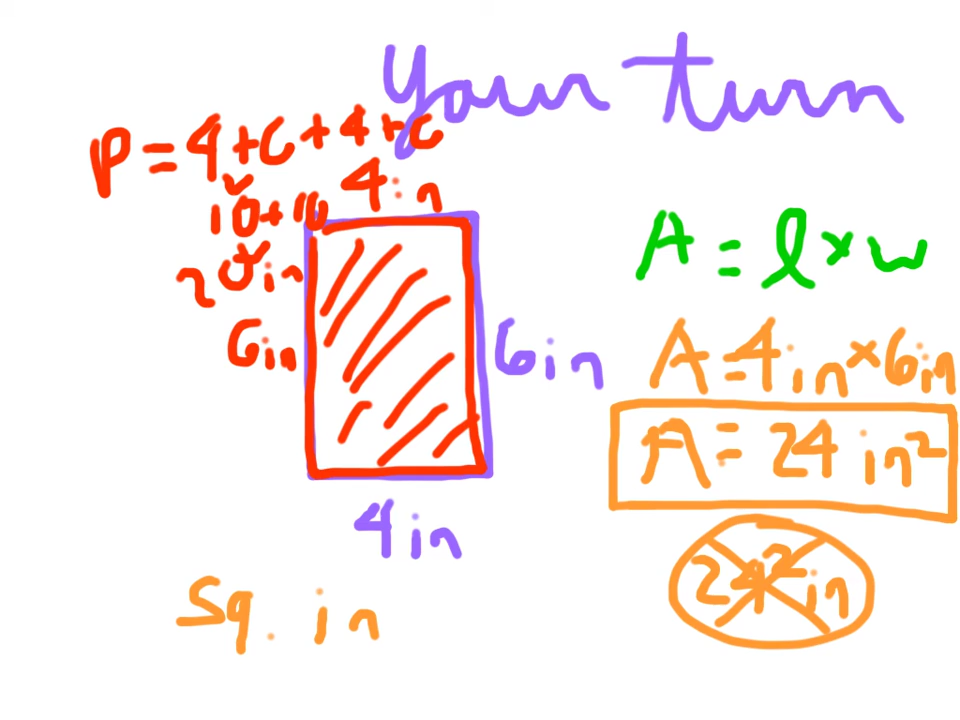 Your turn
P = 4 + 6 + 4 + 6
4 in
10 + 10
20 in
6 in
6 in
4 in
A = l × w
A = 4 in × 6 in
A = 24 in²
24² in
Sq. in